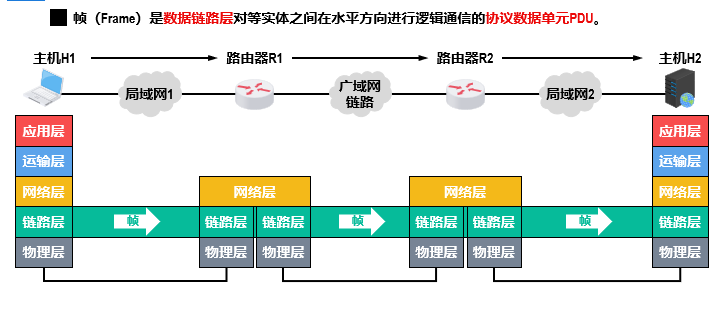 帧（Frame）是数据链路层对等实体之间在水平方向进行逻辑通信的协议数据单元PDU。
主机H1 路由器R1 路由器R2 主机H2
局域网1 广域网 局域网2
链路
应用层 应用层
运输层 运输层
网络层 网络层 网络层 网络层
链路层 帧 链路层 链路层 帧 链路层 链路层 帧 链路层
物理层 物理层 物理层 物理层 物理层 物理层